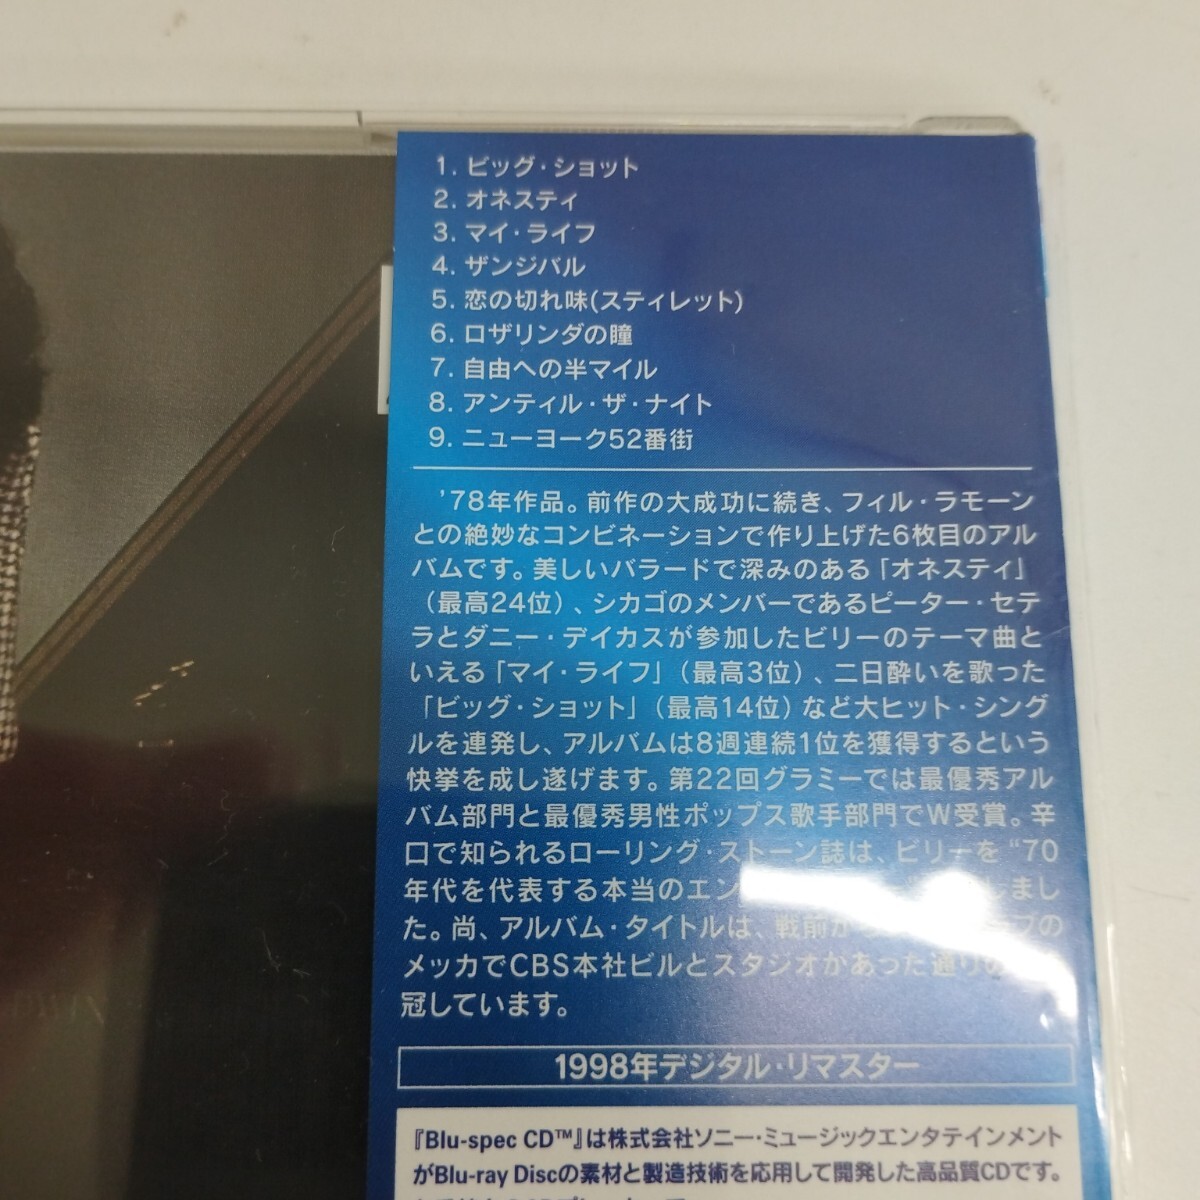 1. ビッグ・ショット
2. オネスティ
3. マイ・ライフ
4. ザンジバル
5. 恋の切れ味(スティレット)
6. ロザリンダの瞳
7. 自由への半マイル
8. アンティル・ザ・ナイト
9. ニューヨーク52番街
'78年作品。前作の大成功に続き、フィル・ラモーン
との絶妙なコンビネーションで作り上げた6枚目のアル
バムです。美しいバラードで深みのある「オネスティ」
（最高24位）、シカゴのメンバーであるピーター・セテ
ラとダニー・デイカスが参加したビリーのテーマ曲と
いえる「マイ・ライフ」（最高3位）、二日酔いを歌った
「ビッグ・ショット」（最高14位）など大ヒット・シング
ルを連発し、アルバムは8週連続1位を獲得するという
快挙を成し遂げます。第22回グラミーでは最優秀アル
バム部門と最優秀男性ポップス歌手部門でW受賞。辛
口で知られるローリング・ストーン誌は、ビリーを“70
年代を代表する本当のエン しまし
た。尚、アルバム・タイトルは、戦前か ラブの
メッカでCBS本社ビルとスタジオがあった通りの
冠しています。
1998年デジタル・リマスター
『Blu-spec CD™』は株式会社ソニー・ミュージックエンタテインメント
がBlu-ray Discの素材と製造技術を応用して開発した高品質CDです。